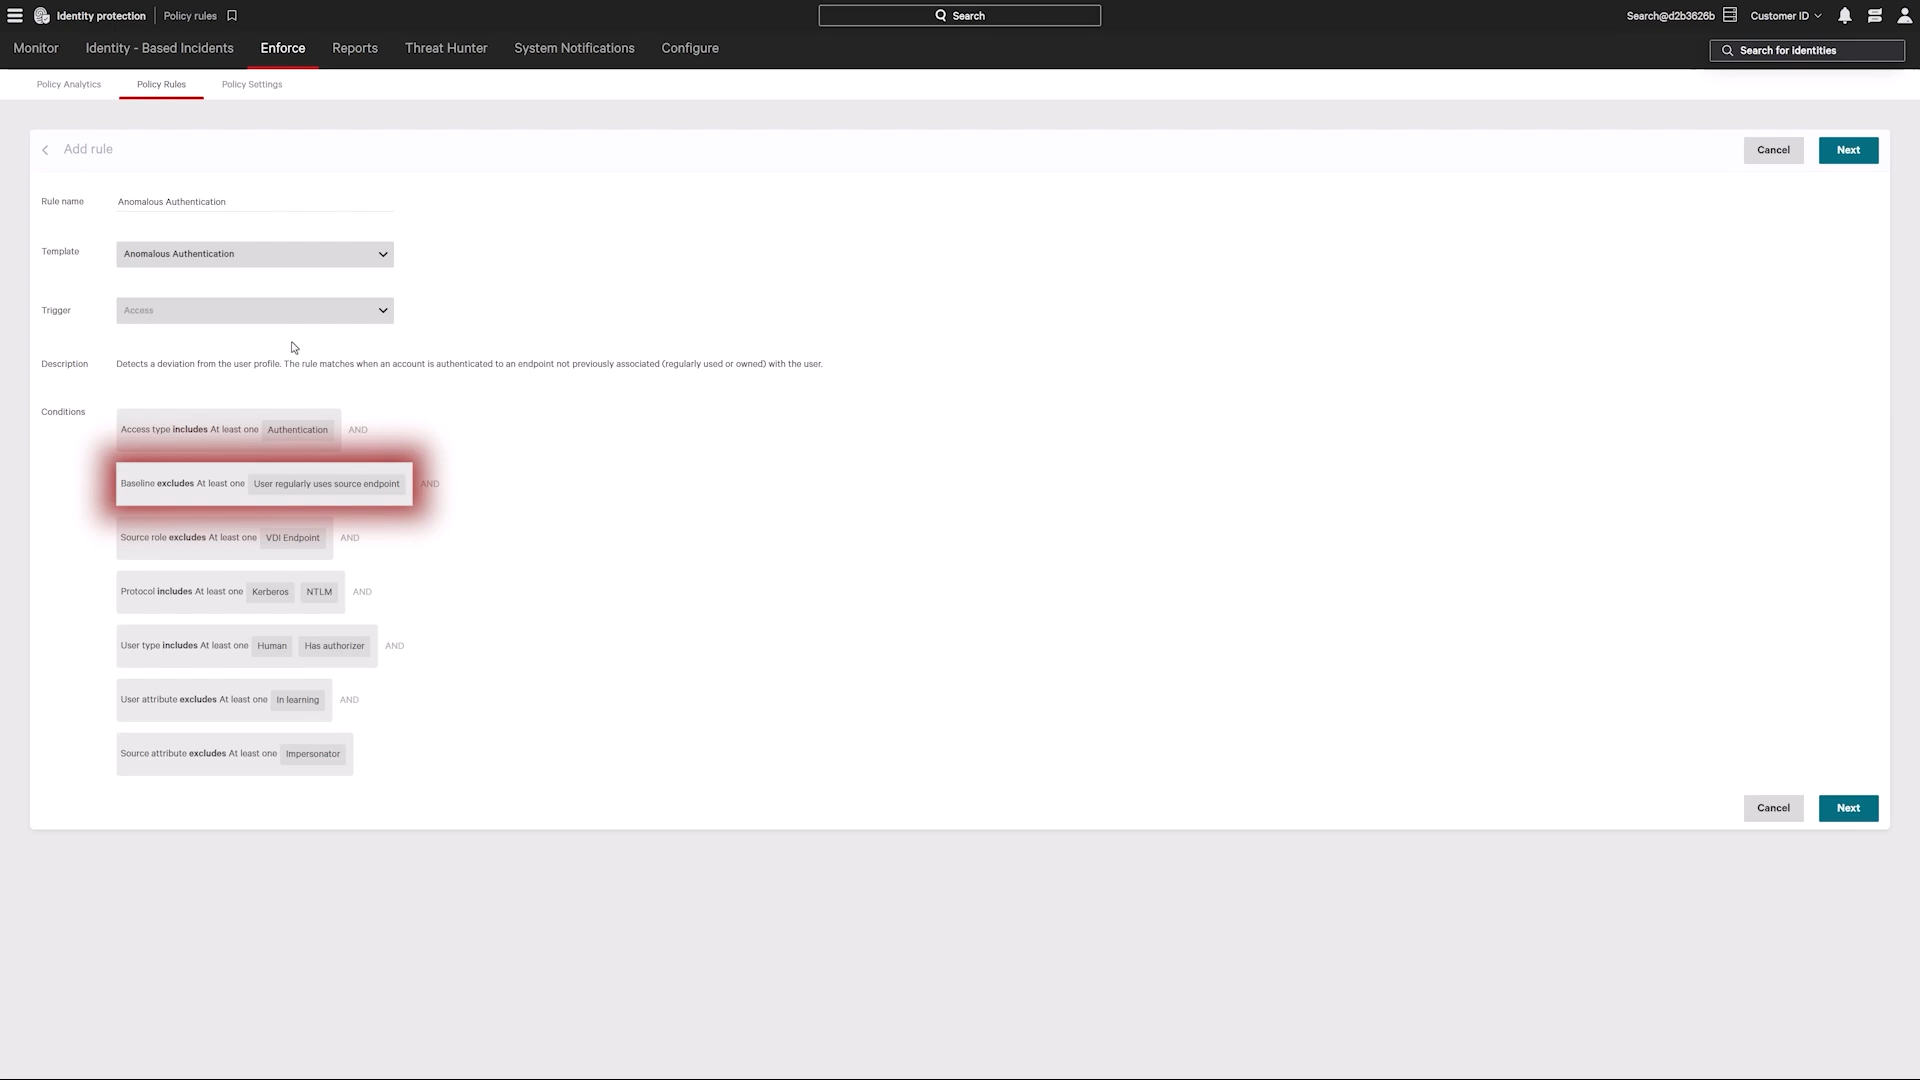 Identity protection Policy rules Search Search@d2b3626b Customer ID
Monitor Identity - Based Incidents Enforce Reports Threat Hunter System Notifications Configure Search for identities
Policy Analytics Policy Rules Policy Settings
Add rule Cancel Next
Rule name Anomalous Authentication
Template Anomalous Authentication
Trigger Access
Description Detects a deviation from the user profile. The rule matches when an account is authenticated to an endpoint not previously associated (regularly used or owned) with the user.
Conditions
Access type includes At least one Authentication AND
Baseline excludes At least one User regularly uses source endpoint AND
Source role excludes At least one VDI Endpoint AND
Protocol includes At least one Kerberos NTLM AND
User type includes At least one Human Has authorizer AND
User attribute excludes At least one In learning AND
Source attribute excludes At least one Impersonator
Cancel Next